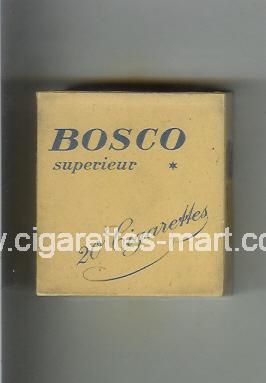 BOSCO
superieur *
20 Cigarettes
www.cigarettes-mart.com